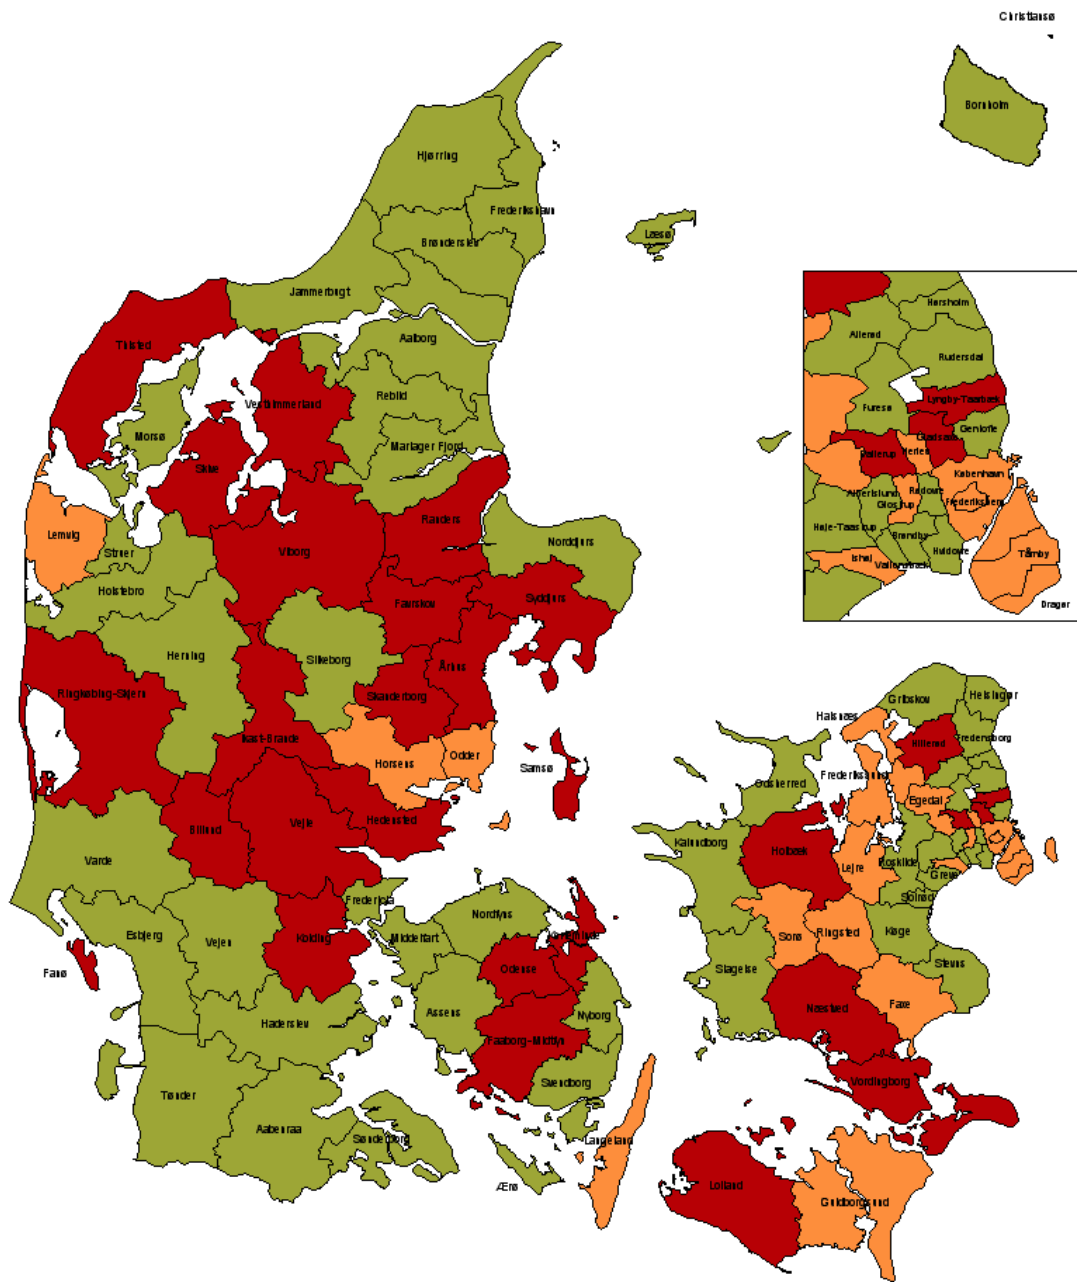 Christiansø
Bornholm
Hjørring
Frederikshavn
Læsø
Brønderslev
Jammerbugt
Aalborg
Thisted
Rebild
Vesthimmerland
Morsø
Mariager Fjord
Skive
Randers
Lemvig
Viborg
Norddjurs
Struer
Holstebro
Favrskov
Syddjurs
Herning
Silkeborg
Århus
Ringkøbing-Skjern
Skanderborg
Ikast-Brande
Odder
Horsens
Samsø
Hedensted
Billund
Vejle
Varde
Fredericia
Nordfyns
Esbjerg
Vejen
Kolding
Middelfart
Kerteminde
Fanø
Odense
Assens
Nyborg
Haderslev
Faaborg-Midtfyn
Svendborg
Tønder
Aabenraa
Sønderborg
Langeland
Ærø
Hørsholm
Allerød
Rudersdal
Lyngby-Taarbæk
Furesø
Gladsaxe
Gentofte
Ballerup
Herlev
København
Albertslund
Rødovre
Glostrup
Frederiksberg
Høje-Taastrup
Brøndby
Hvidovre
Ishøj
Vallensbæk
Tårnby
Dragør
Helsingør
Gribskov
Halsnæs
Fredensborg
Hillerød
Frederikssund
Odsherred
Egedal
Kalundborg
Holbæk
Lejre
Roskilde
Greve
Solrød
Sorø
Ringsted
Køge
Slagelse
Stevns
Næstved
Faxe
Vordingborg
Lolland
Guldborgsund